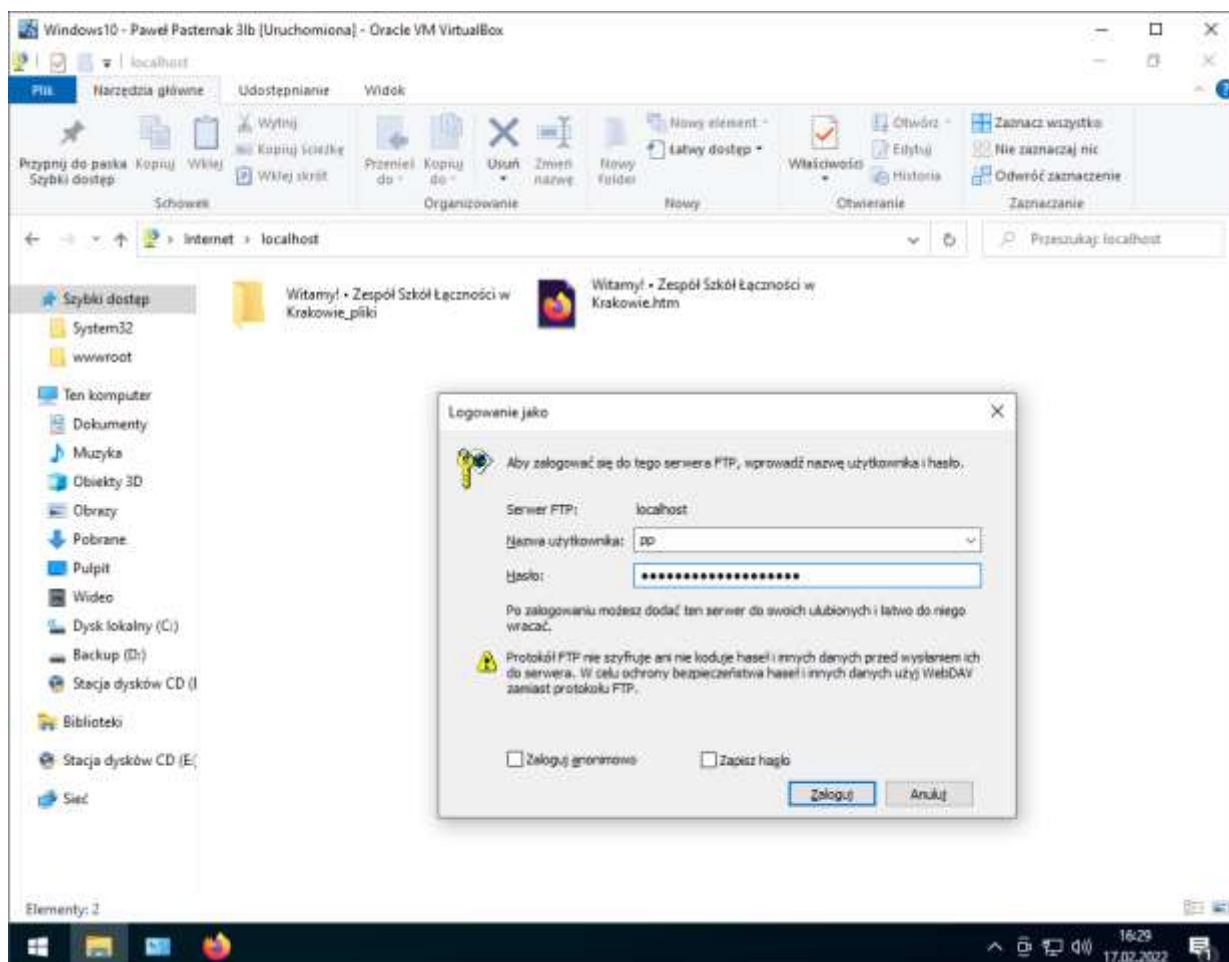 Windows10 - Paweł Pasternak 3lb [Uruchomiona] - Oracle VM VirtualBox
localhost
Plik Narzędzia główne Udostępnianie Widok
Przypnij do paska Szybki dostęp
Kopiuj
Wklej
Wytnij
Kopiuj ścieżkę
Wklej skrót
Przenieś do
Kopiuj do
Usuń
Zmień nazwę
Nowy folder
Nowy element
Łatwy dostęp
Właściwości
Otwórz
Edytuj
Historia
Zaznacz wszystko
Nie zaznaczaj nic
Odwróć zaznaczenie
Schowek Organizowanie Nowy Otwieranie Zaznaczanie
Internet > localhost
Przeszukaj: localhost
Szybki dostęp
System32
wwwroot
Ten komputer
Dokumenty
Muzyka
Obiekty 3D
Obrazy
Pobrane
Pulpit
Wideo
Dysk lokalny (C:)
Backup (D:)
Stacja dysków CD (I
Biblioteki
Stacja dysków CD (E:
Sieć
Witamy! • Zespół Szkół Łączności w
Krakowie_pliki
Witamy! • Zespół Szkół Łączności w
Krakowie.htm
Logowanie jako
Aby zalogować się do tego serwera FTP, wprowadź nazwę użytkownika i hasło.
Serwer FTP: localhost
Nazwa użytkownika: pp
Hasło: •••••••••••••••••••
Po zalogowaniu możesz dodać ten serwer do swoich ulubionych i łatwo do niego
wracać.
Protokół FTP nie szyfruje ani nie koduje haseł i innych danych przed wysłaniem ich
do serwera. W celu ochrony bezpieczeństwa haseł i innych danych użyj WebDAV
zamiast protokołu FTP.
Zaloguj anonimowo Zapisz hasło
Zaloguj Anuluj
Elementy: 2
16:29
17.02.2022